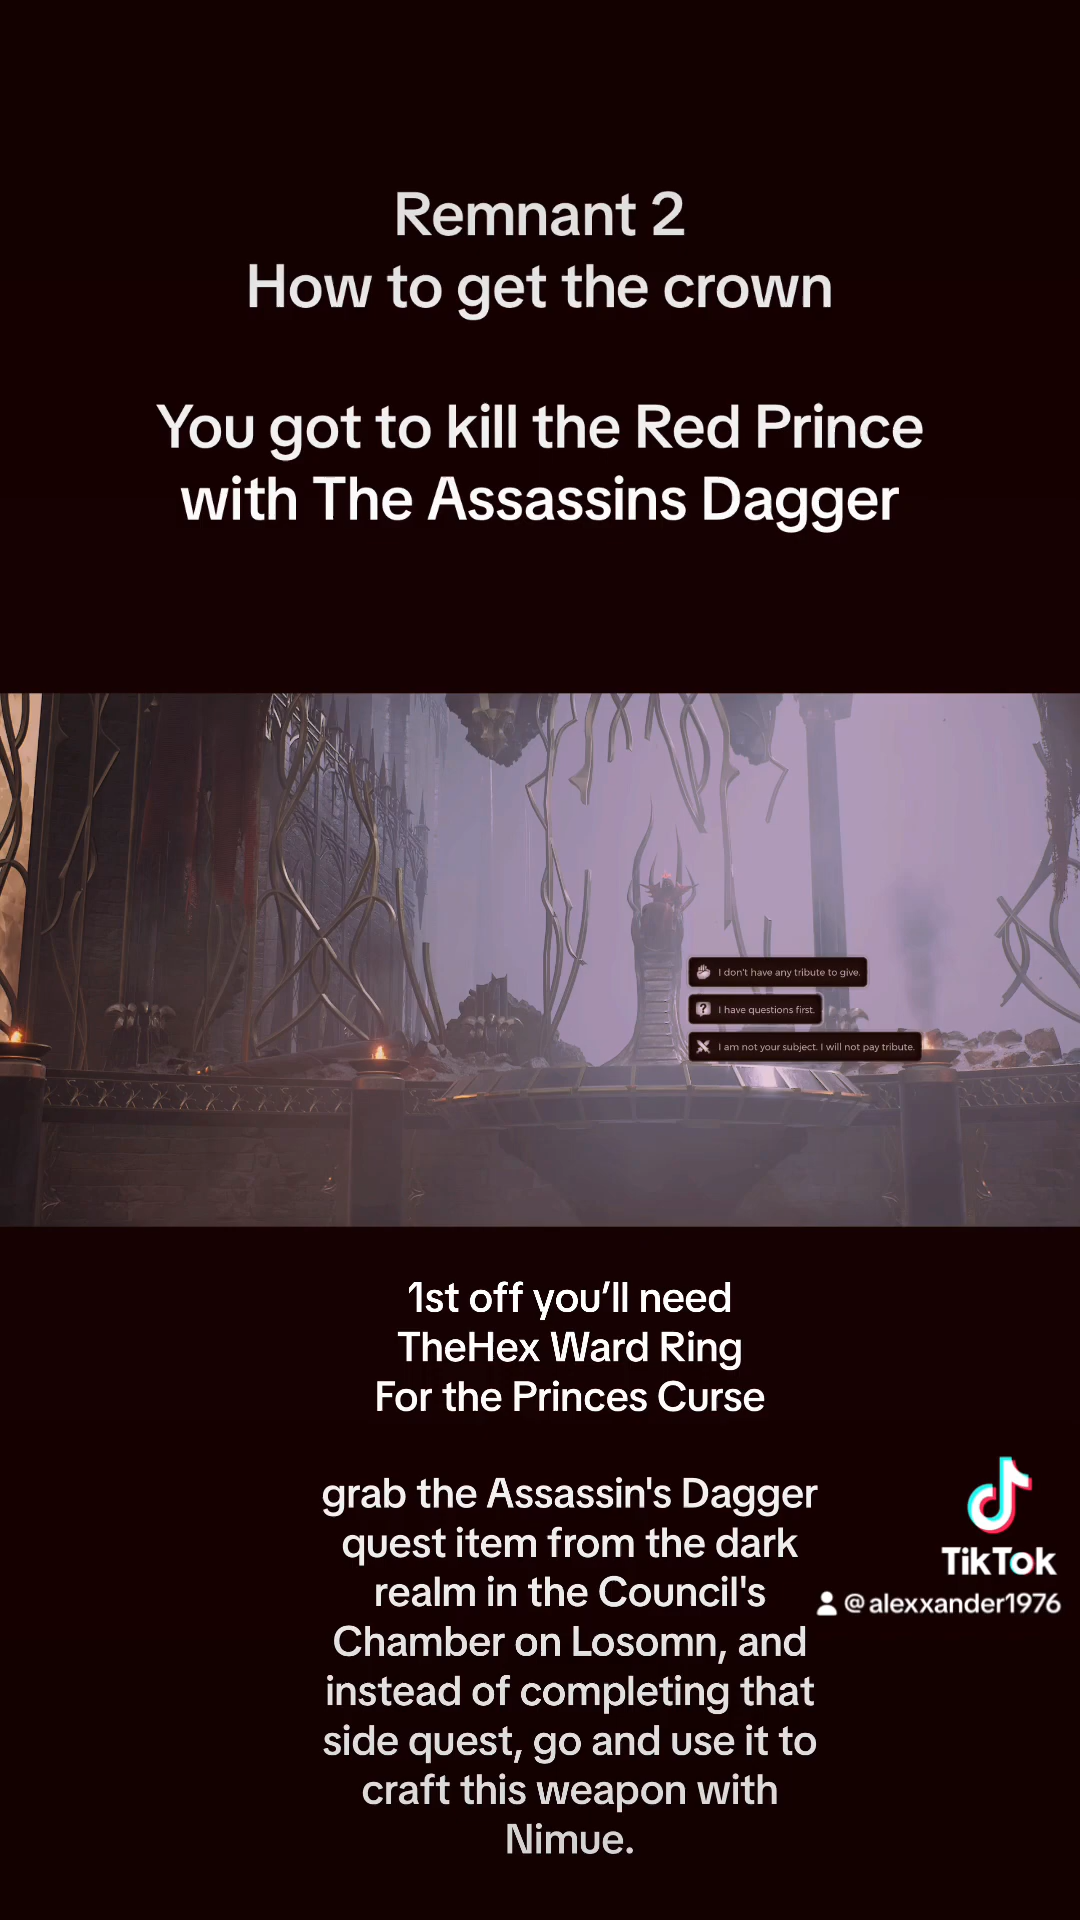 Remnant 2
How to get the crown
You got to kill the Red Prince
with The Assassins Dagger
I don't have any tribute to give.
? I have questions first.
I am not your subject. I will not pay tribute.
1st off you’ll need
TheHex Ward Ring
For the Princes Curse
grab the Assassin's Dagger
quest item from the dark
realm in the Council's
Chamber on Losomn, and
instead of completing that
side quest, go and use it to
craft this weapon with
Nimue.
TikTok
@alexxander1976